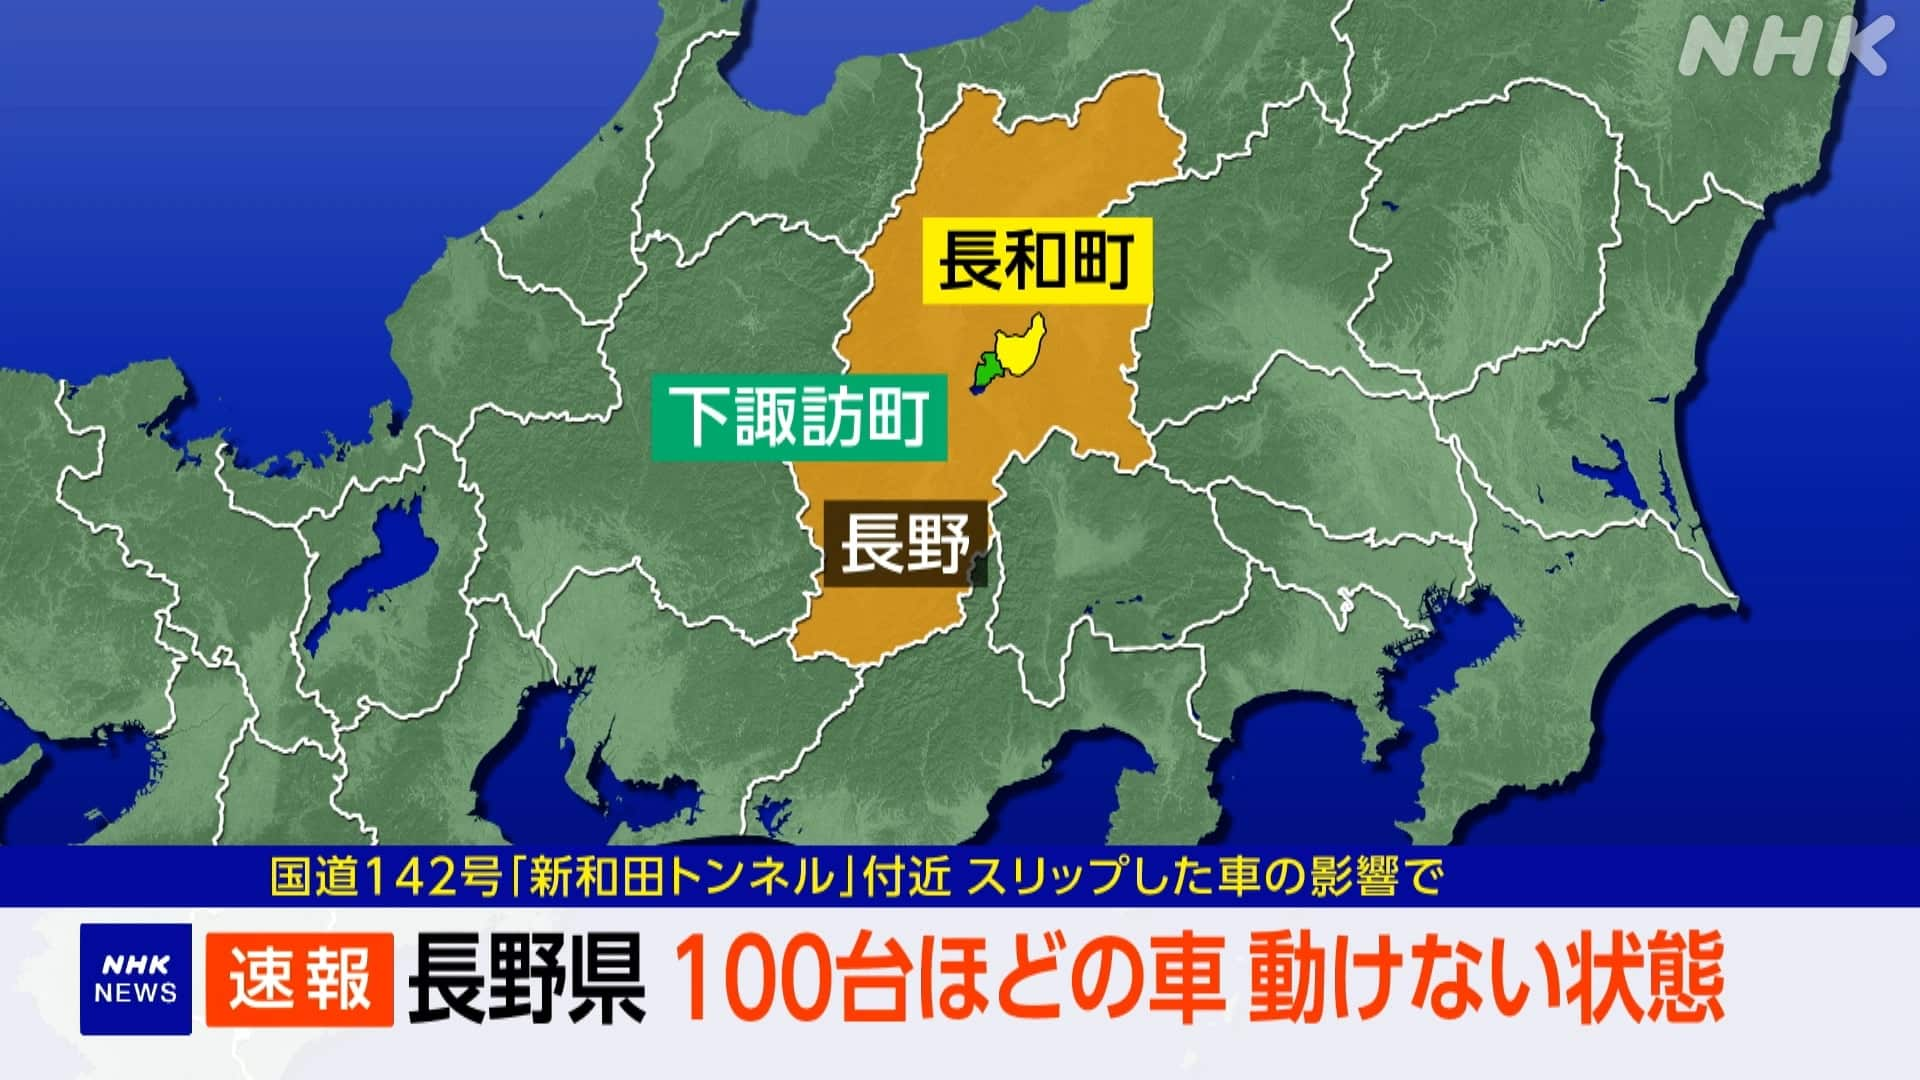 NHK
長和町
下諏訪町
長野
国道142号「新和田トンネル」付近 スリップした車の影響で
NHK
NEWS
速報 長野県 100台ほどの車 動けない状態